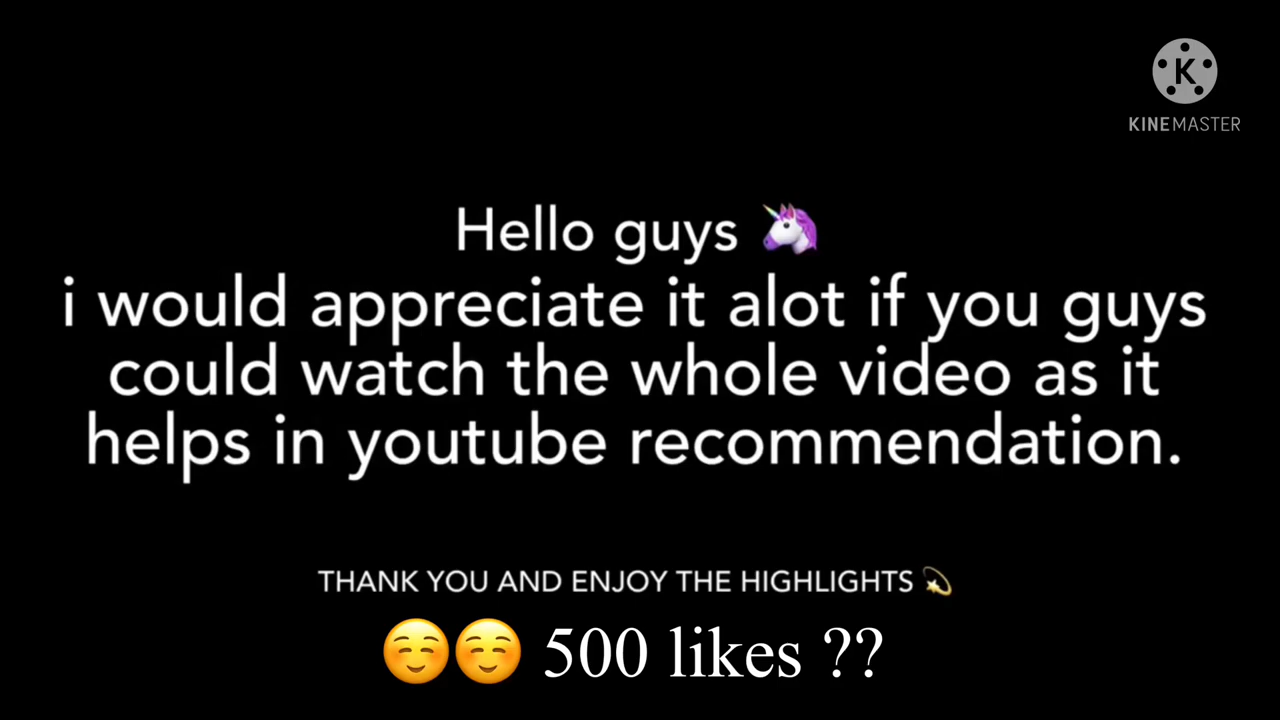 K
KINEMASTER
Hello guys 🦄
i would appreciate it alot if you guys
could watch the whole video as it
helps in youtube recommendation.
THANK YOU AND ENJOY THE HIGHLIGHTS 💫
☺️☺️ 500 likes ??